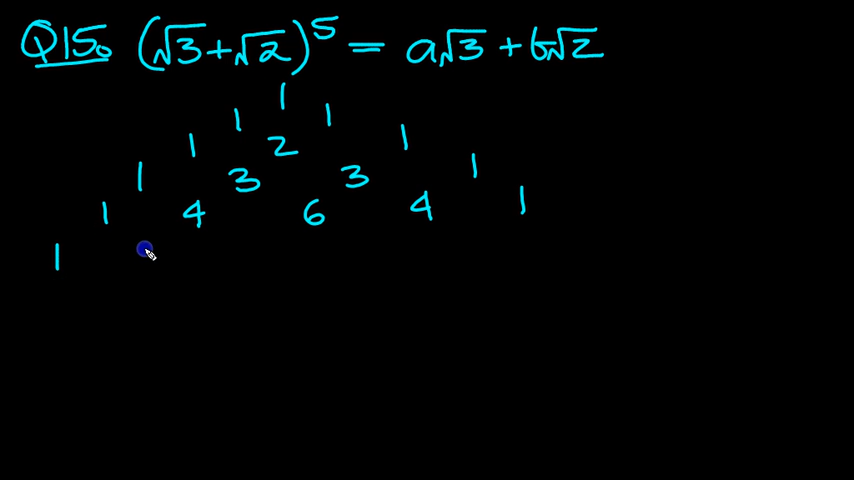 Q15. (√3+√2)^5 = a√3 + b√2
1
1 1
1 2 1
1 3 3 1
1 4 6 4 1
1